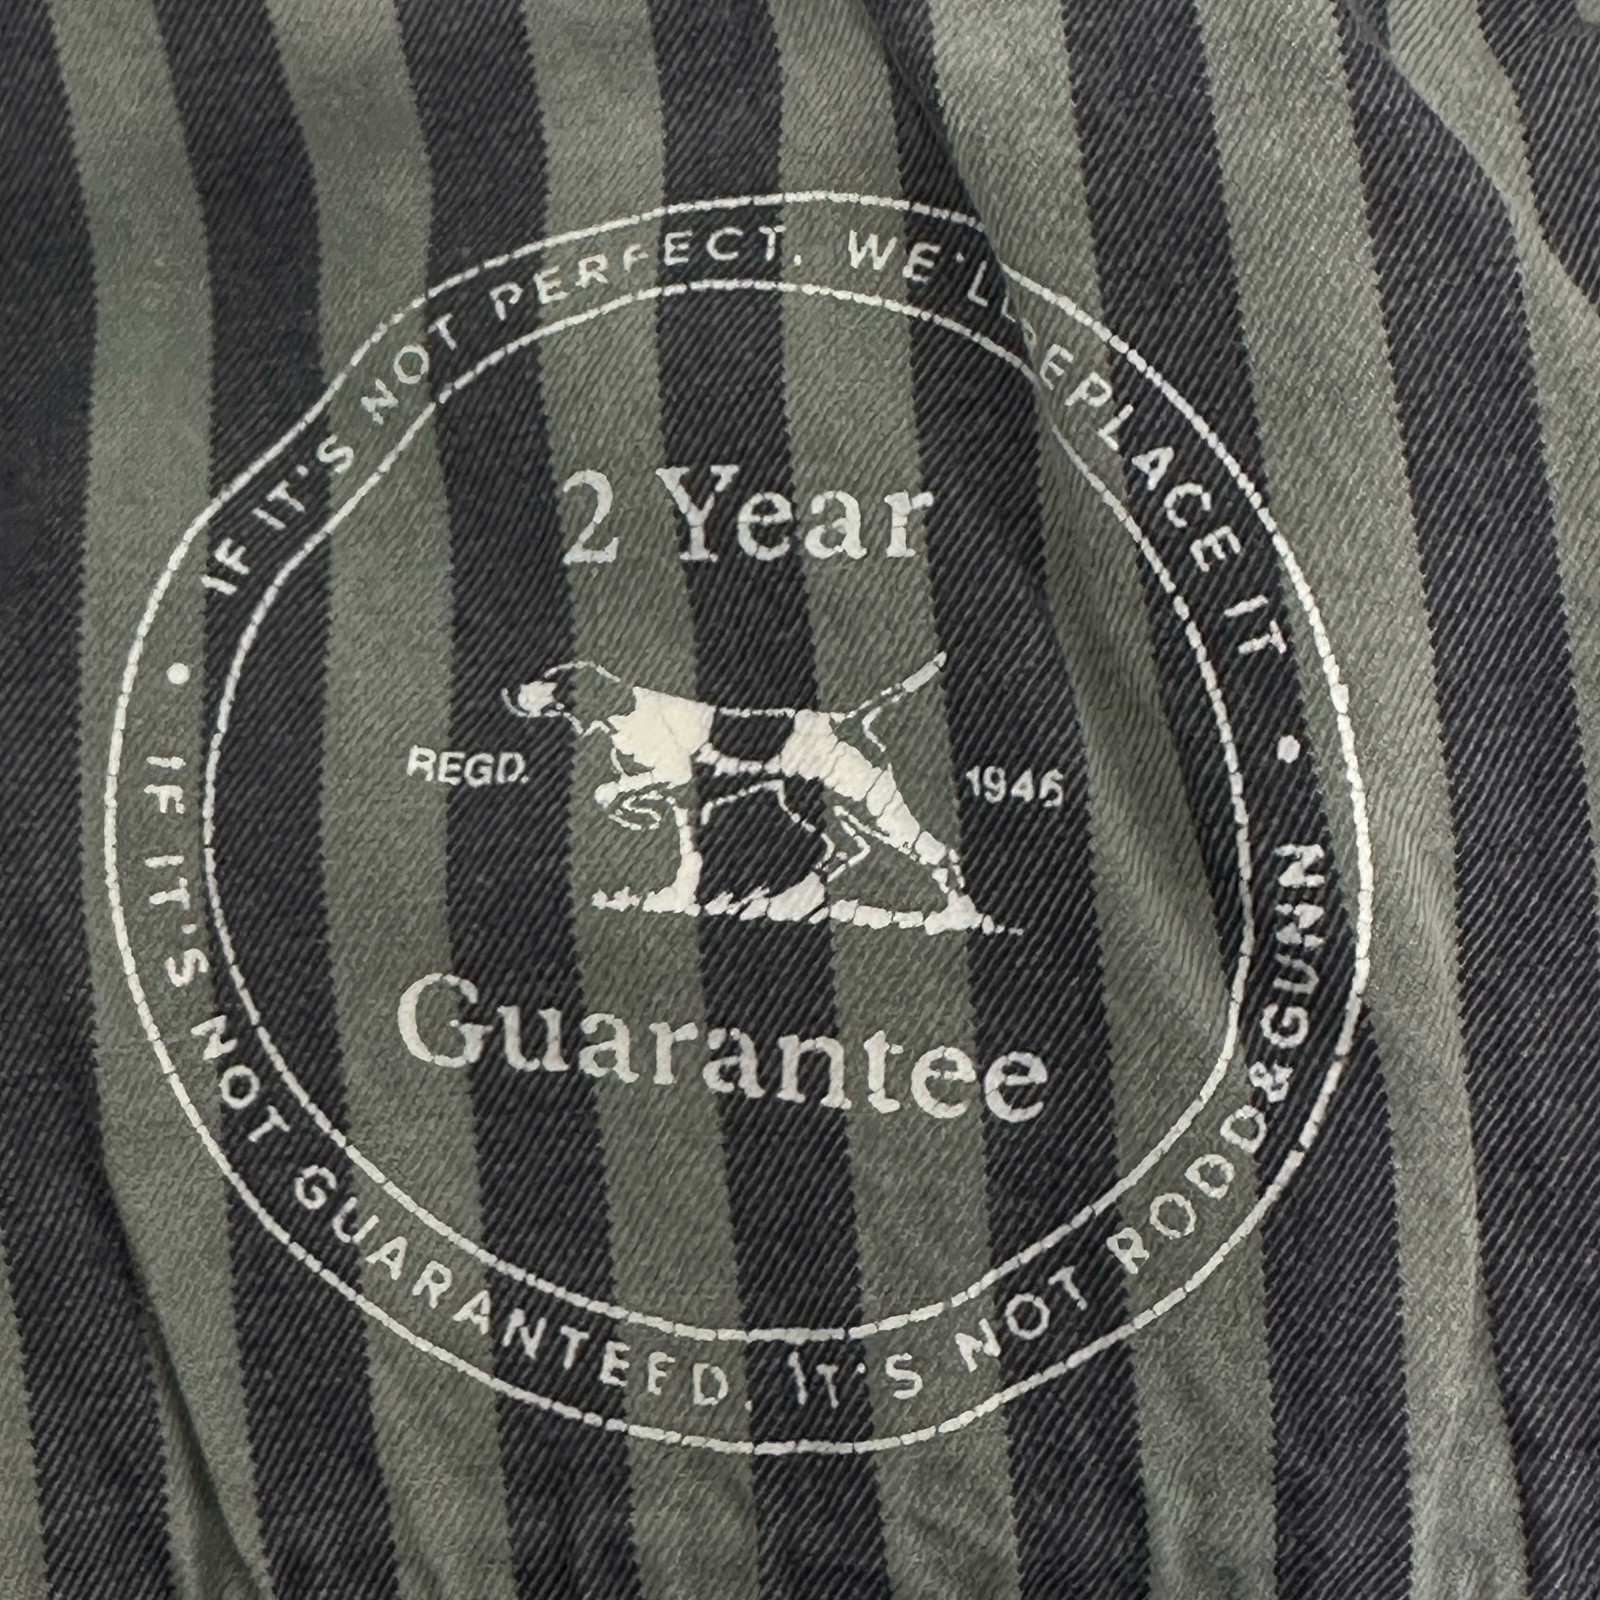 • IF IT'S NOT PERFECT. WE'LL REPLACE IT •
2 Year
REGD. 1946
Guarantee
IF IT'S NOT GUARANTEED. IT'S NOT RODD&GUNN